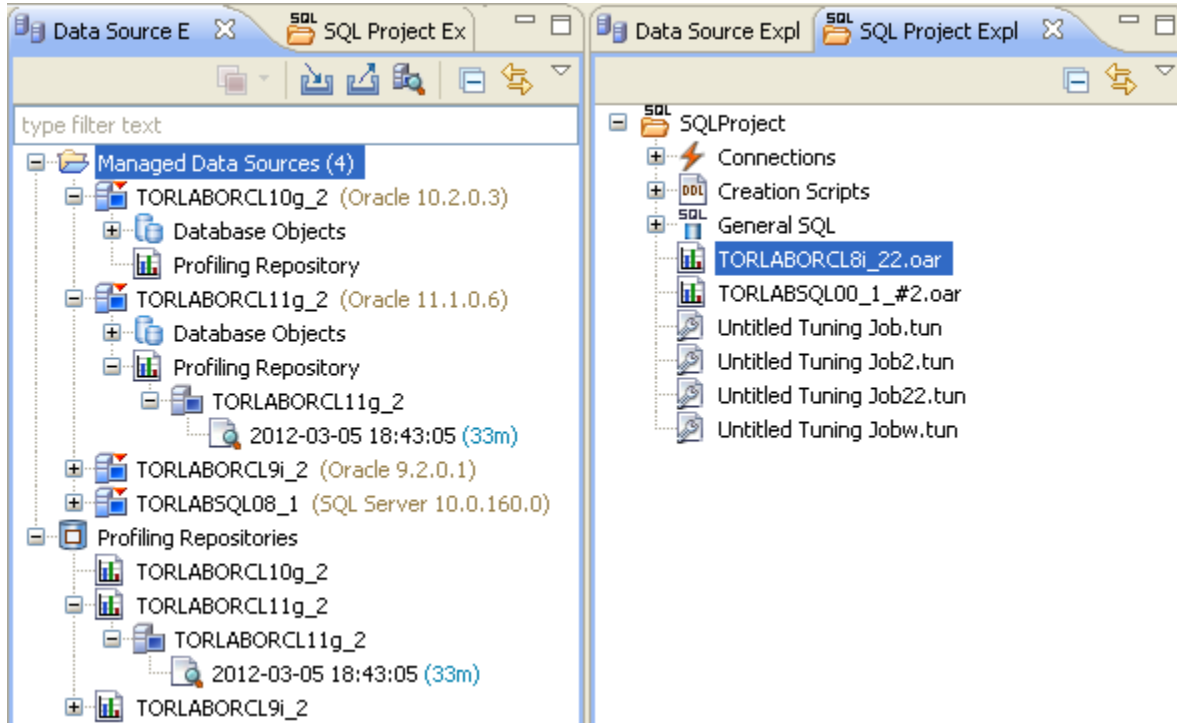 Data Source E
SQL Project Ex
type filter text
Managed Data Sources (4)
TORLABORCL10g_2 (Oracle 10.2.0.3)
Database Objects
Profiling Repository
TORLABORCL11g_2 (Oracle 11.1.0.6)
Database Objects
Profiling Repository
TORLABORCL11g_2
2012-03-05 18:43:05 (33m)
TORLABORCL9i_2 (Oracle 9.2.0.1)
TORLABSQL08_1 (SQL Server 10.0.160.0)
Profiling Repositories
TORLABORCL10g_2
TORLABORCL11g_2
TORLABORCL11g_2
2012-03-05 18:43:05 (33m)
TORLABORCL9i_2
Data Source Expl
SQL Project Expl
SQLProject
Connections
Creation Scripts
General SQL
TORLABORCL8i_22.oar
TORLABSQL00_1_#2.oar
Untitled Tuning Job.tun
Untitled Tuning Job2.tun
Untitled Tuning Job22.tun
Untitled Tuning Jobw.tun
SQL
SQL
SQL
DDL
SQL